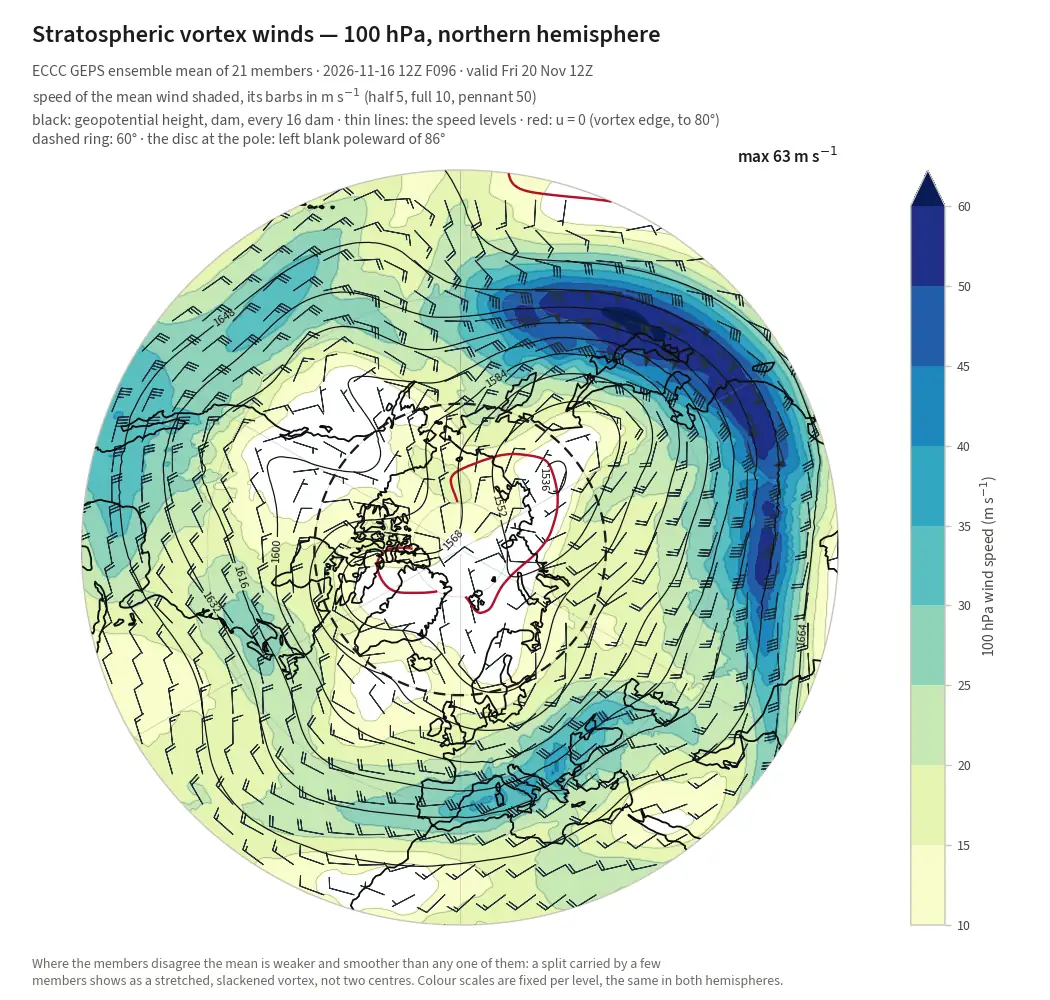 Stratospheric vortex winds — 100 hPa, northern hemisphere
ECCC GEPS ensemble mean of 21 members · 2026-11-16 12Z F096 · valid Fri 20 Nov 12Z
speed of the mean wind shaded, its barbs in m s⁻¹ (half 5, full 10, pennant 50)
black: geopotential height, dam, every 16 dam · thin lines: the speed levels · red: u = 0 (vortex edge, to 80°)
dashed ring: 60° · the disc at the pole: left blank poleward of 86°
max 63 m s⁻¹
60
50
45
40
35
30
25
20
15
10
100 hPa wind speed (m s⁻¹)
1648
1584
1536
1552
1568
1600
1616
1632
1664
Where the members disagree the mean is weaker and smoother than any one of them: a split carried by a few
members shows as a stretched, slackened vortex, not two centres. Colour scales are fixed per level, the same in both hemispheres.